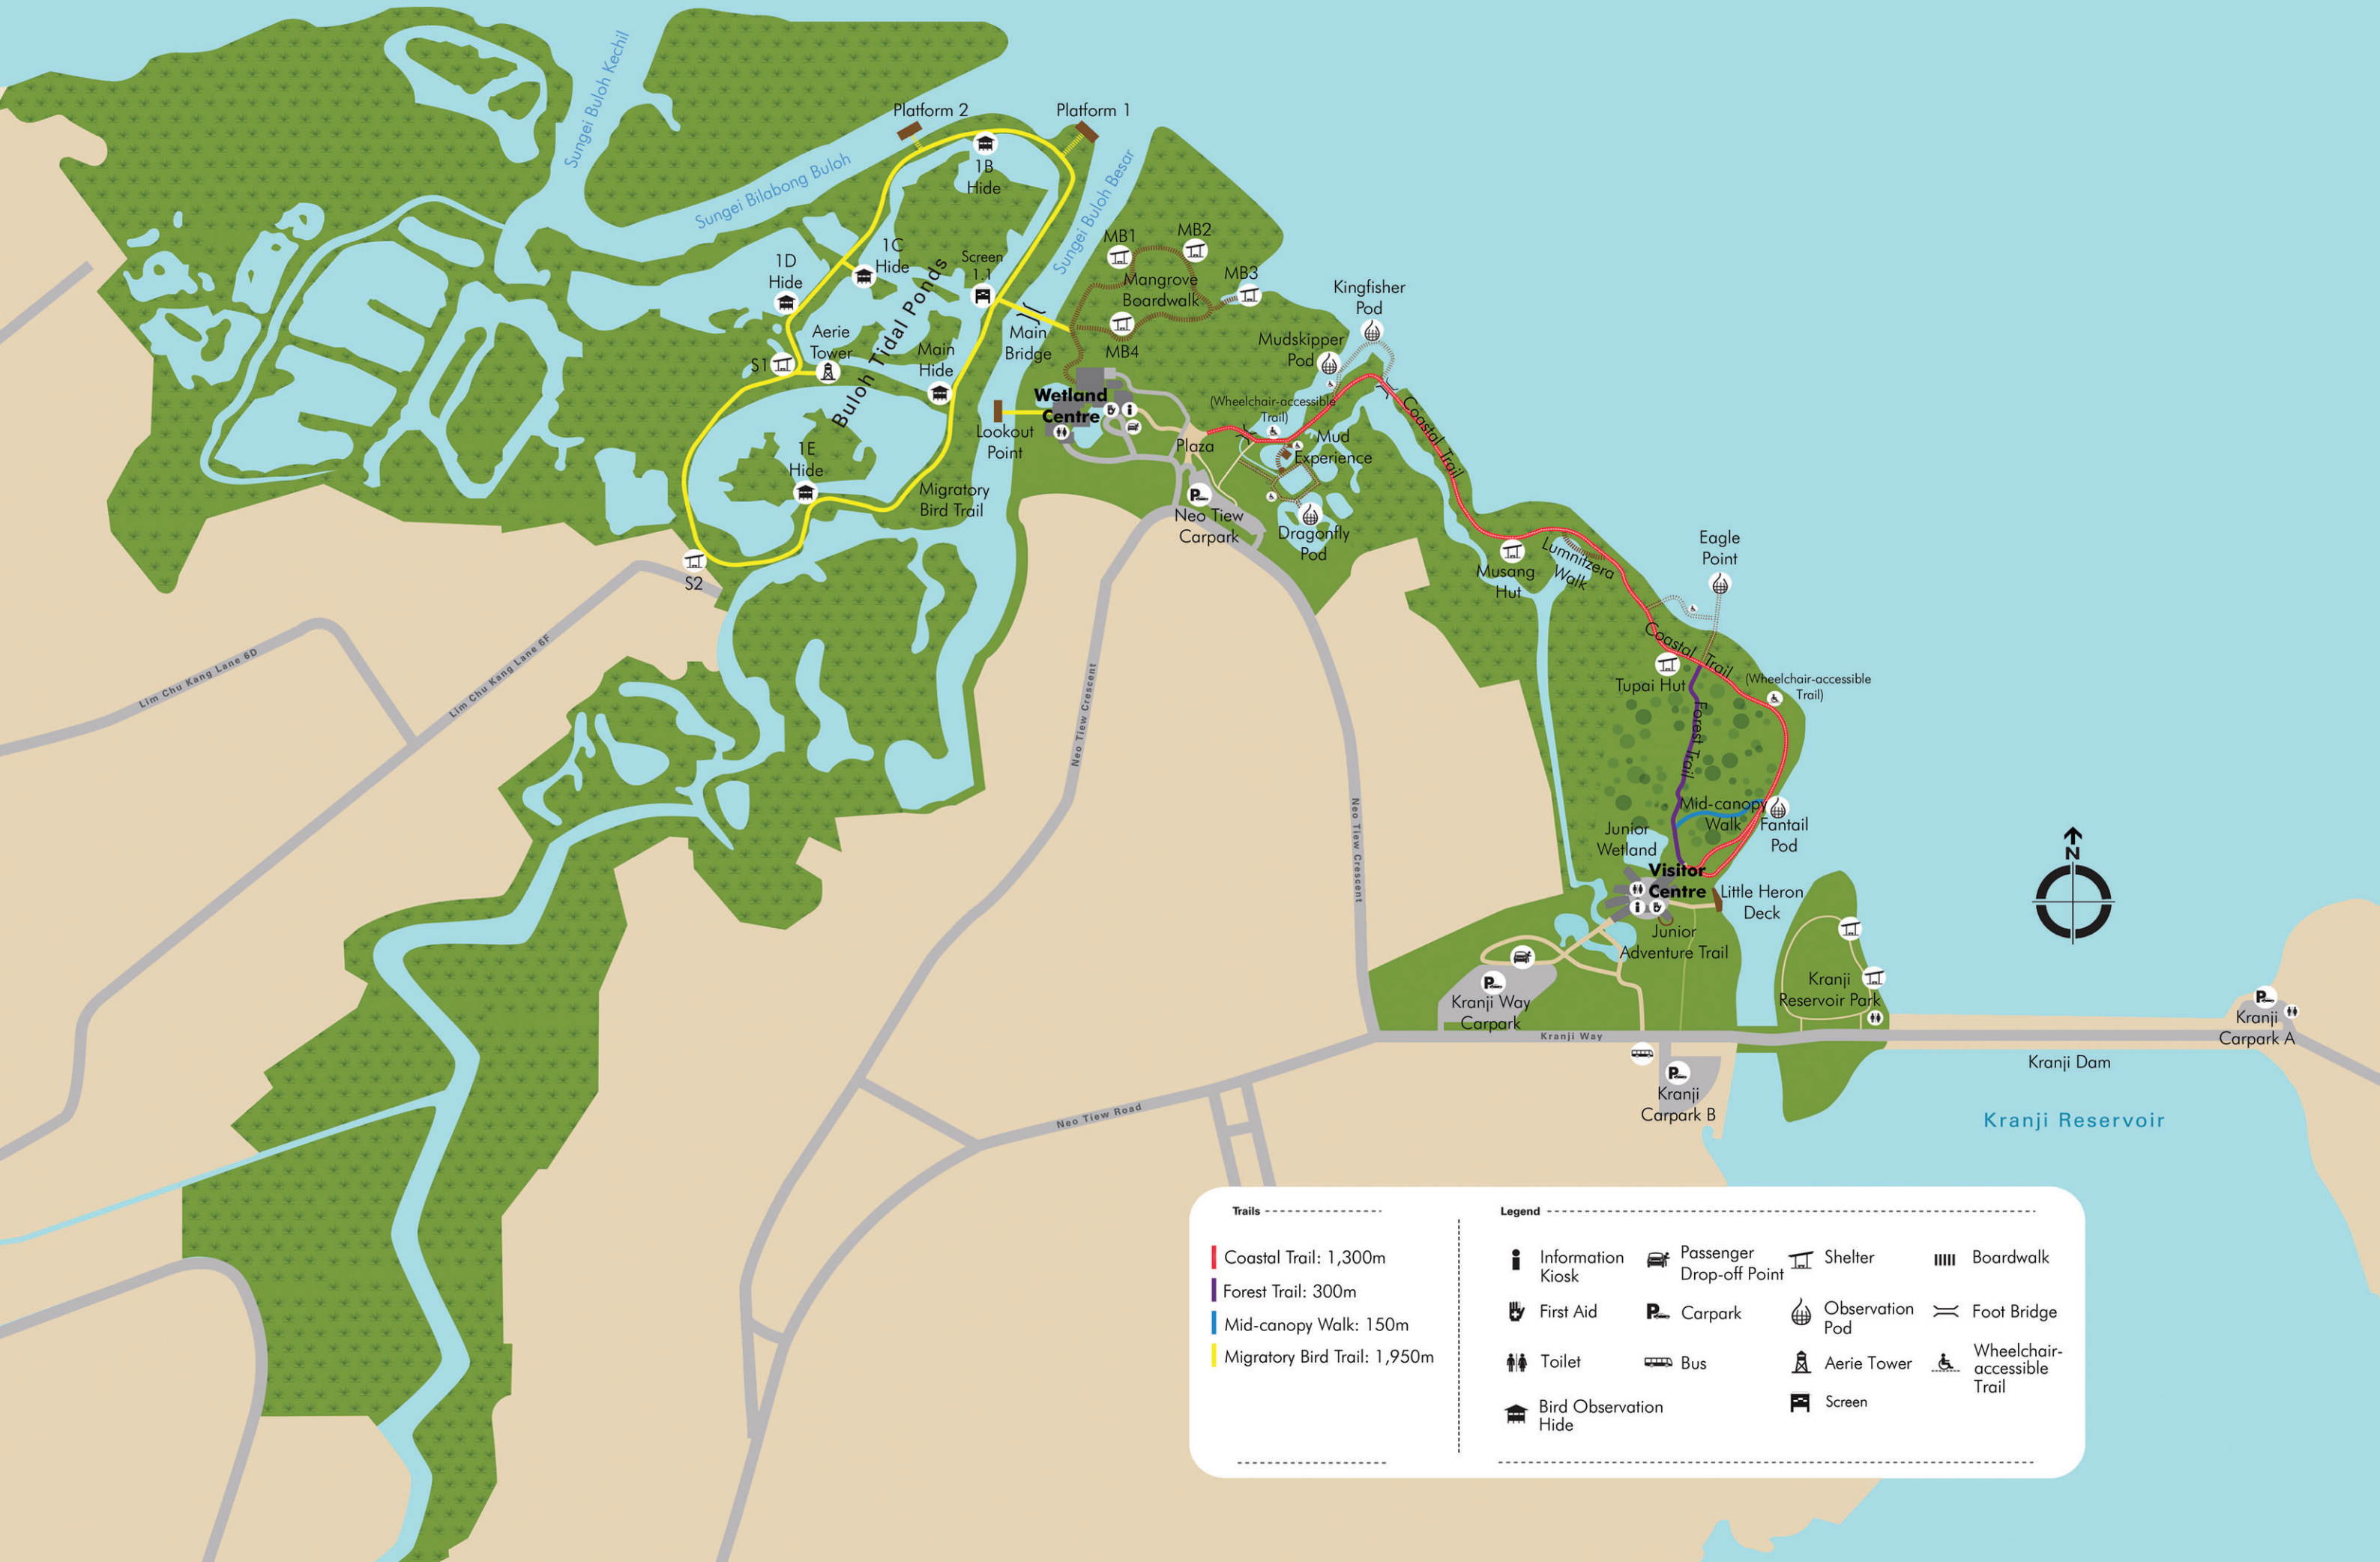 Sungei Buloh Kechil
Sungei Bilabong Buloh
Sungei Buloh Besar
Platform 2
Platform 1
1B
Hide
1C
Hide
1D
Hide
Screen
1.1
Aerie
Tower
S1
Buloh Tidal Ponds
Main
Hide
Main
Bridge
1E
Hide
Migratory
Bird Trail
S2
MB1
MB2
MB3
Mangrove
Boardwalk
MB4
Wetland
Centre
Lookout
Point
Plaza
Neo Tiew
Carpark
Kingfisher
Pod
Mudskipper
Pod
(Wheelchair-accessible
Trail)
Mud
Experience
Dragonfly
Pod
Coastal Trail
Musang
Hut
Lumnitzera
Walk
Eagle
Point
Coastal Trail
Tupai Hut
(Wheelchair-accessible
Trail)
Forest Trail
Mid-canopy
Walk
Fantail
Pod
Junior
Wetland
Visitor
Centre
Little Heron
Deck
Junior
Adventure Trail
P
Kranji Way
Carpark
Kranji Way
P
Kranji
Carpark B
Kranji
Reservoir Park
P
Kranji
Carpark A
Kranji Dam
Kranji Reservoir
N
Lim Chu Kang Lane 6D
Lim Chu Kang Lane 6F
Neo Tiew Crescent
Neo Tiew Crescent
Neo Tiew Road
Trails
Coastal Trail: 1,300m
Forest Trail: 300m
Mid-canopy Walk: 150m
Migratory Bird Trail: 1,950m
Legend
Information
Kiosk
First Aid
Toilet
Bird Observation
Hide
Passenger
Drop-off Point
P
Carpark
Bus
Shelter
Observation
Pod
Aerie Tower
Screen
Boardwalk
Foot Bridge
Wheelchair-
accessible
Trail